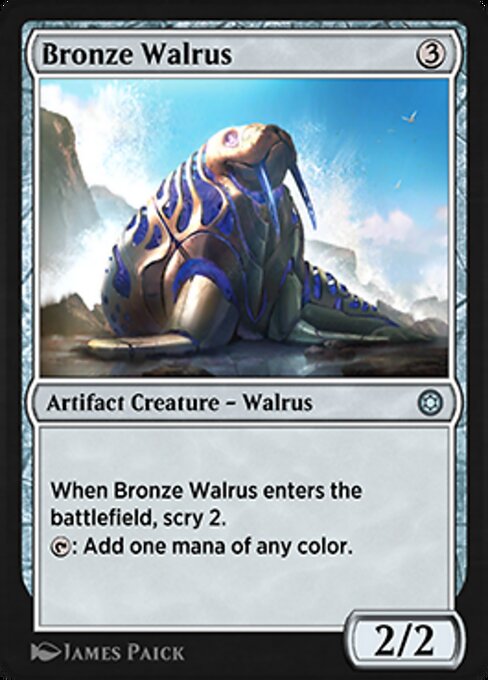 Bronze Walrus 3
Artifact Creature – Walrus
When Bronze Walrus enters the
battlefield, scry 2.
: Add one mana of any color.
2/2
James Paick